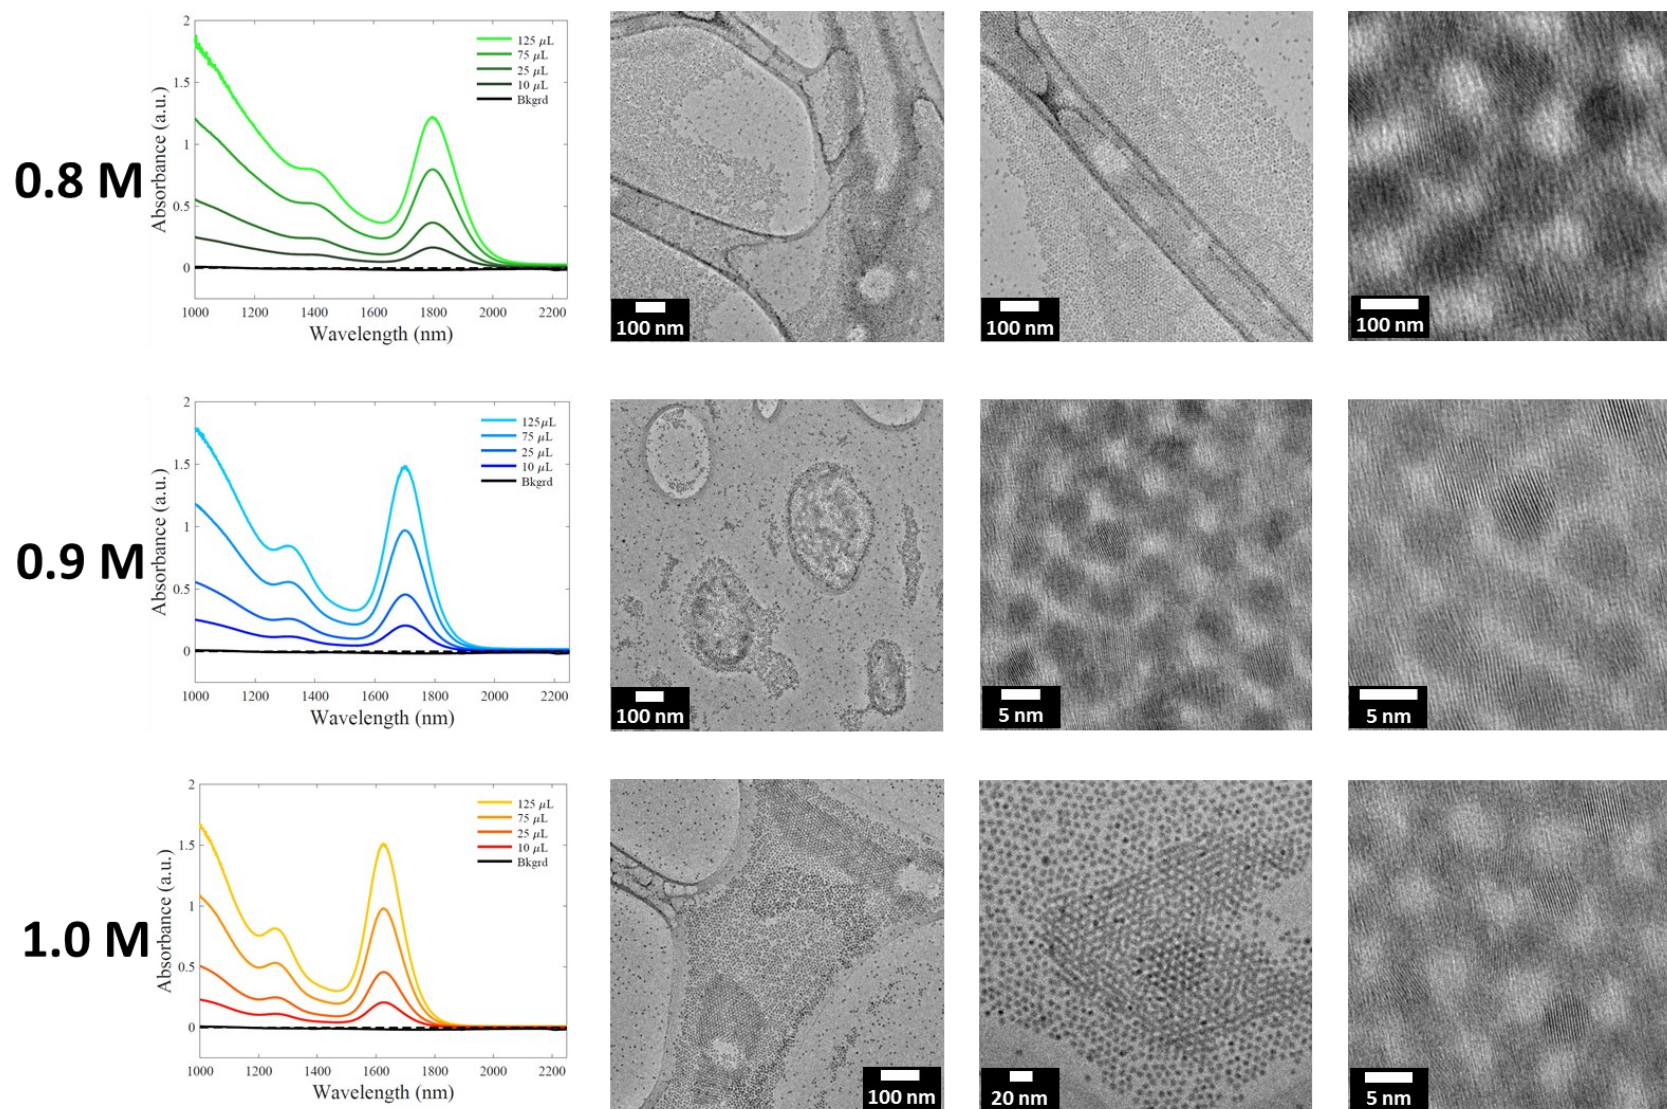 0.8 M
Absorbance (a.u.)
2
1.5
1
0.5
0
1000 1200 1400 1600 1800 2000 2200
Wavelength (nm)
125 μL
75 μL
25 μL
10 μL
Bkgrd
100 nm
100 nm
100 nm
0.9 M
Absorbance (a.u.)
2
1.5
1
0.5
0
1000 1200 1400 1600 1800 2000 2200
Wavelength (nm)
125μL
75 μL
25 μL
10 μL
Bkgrd
100 nm
5 nm
5 nm
1.0 M
Absorbance (a.u.)
2
1.5
1
0.5
0
1000 1200 1400 1600 1800 2000 2200
Wavelength (nm)
125 μL
75 μL
25 μL
10 μL
Bkgrd
100 nm
20 nm
5 nm